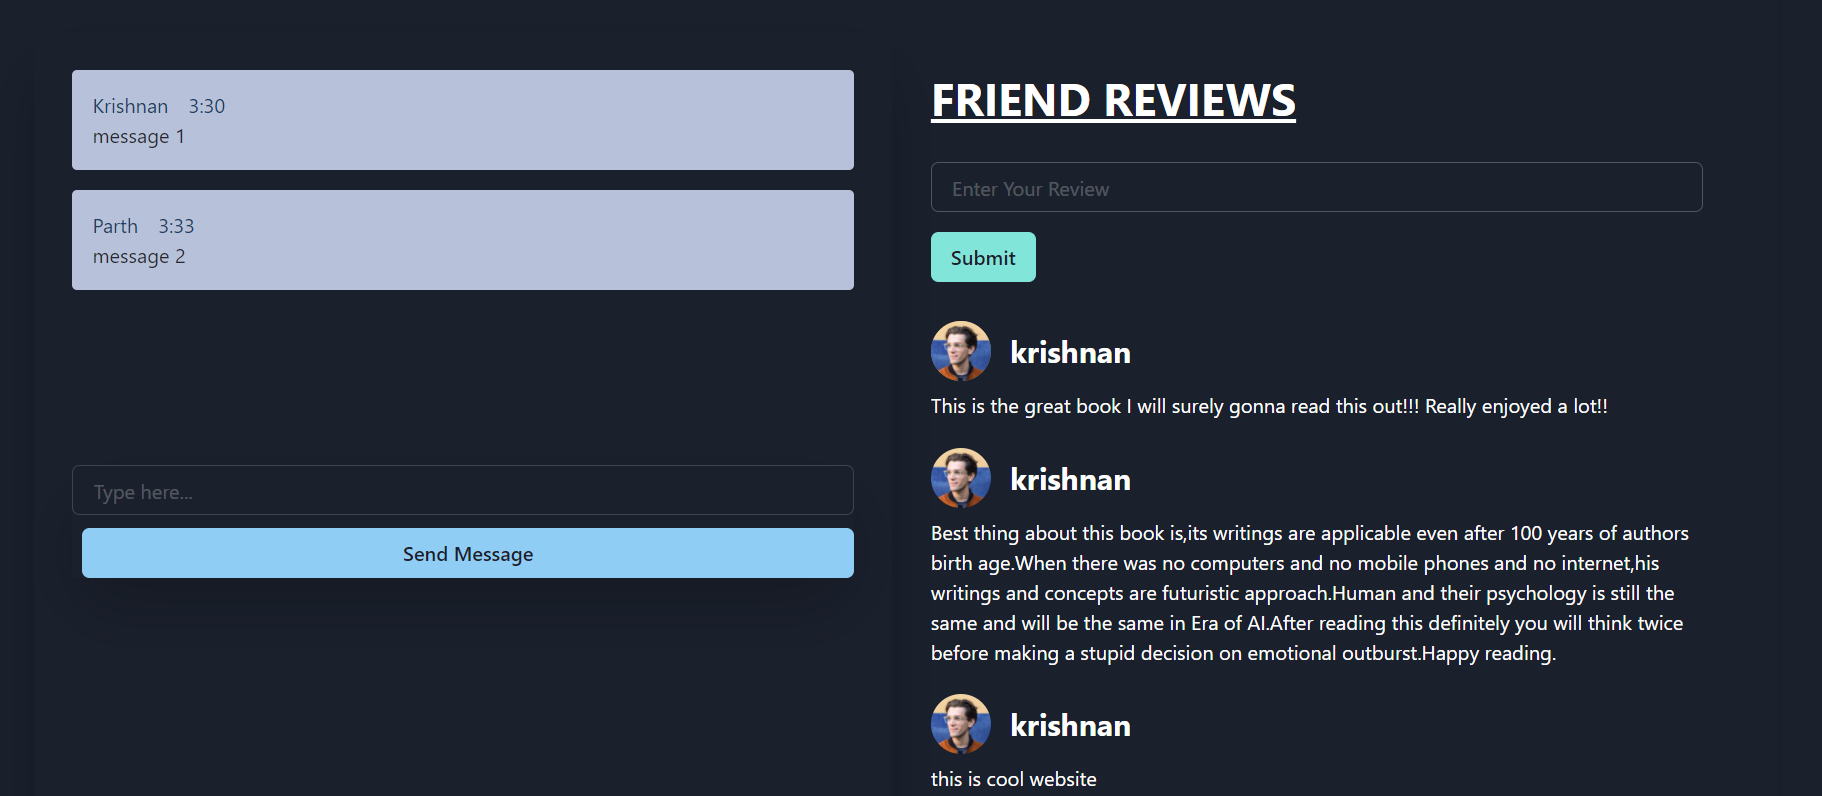 Krishnan 3:30
message 1
Parth 3:33
message 2
Type here...
Send Message
FRIEND REVIEWS
Enter Your Review
Submit
krishnan
This is the great book I will surely gonna read this out!!! Really enjoyed a lot!!
krishnan
Best thing about this book is,its writings are applicable even after 100 years of authors
birth age.When there was no computers and no mobile phones and no internet,his
writings and concepts are futuristic approach.Human and their psychology is still the
same and will be the same in Era of AI.After reading this definitely you will think twice
before making a stupid decision on emotional outburst.Happy reading.
krishnan
this is cool website